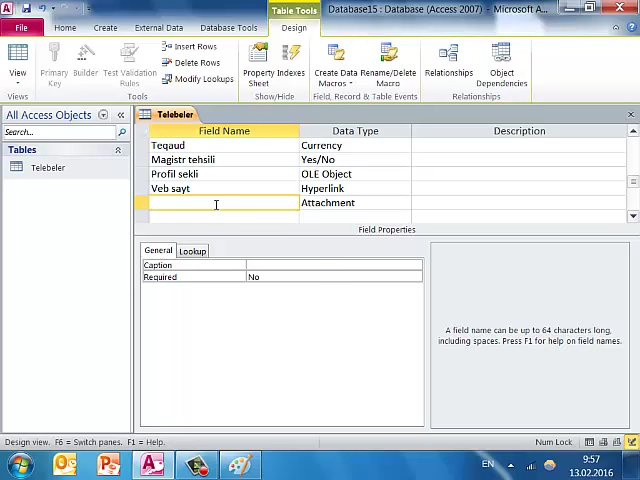 Table Tools
Database15 : Database (Access 2007) - Microsoft A...
File
Home
Create
External Data
Database Tools
Design
View
Primary Key
Builder
Test Validation Rules
Insert Rows
Delete Rows
Modify Lookups
Property Sheet
Indexes
Create Data Macros
Rename/Delete Macro
Relationships
Object Dependencies
Views
Tools
Show/Hide
Field, Record & Table Events
Relationships
All Access Objects
Search...
Tables
Telebeler
Telebeler
Field Name Data Type Description
Teqaud Currency
Magistr tehsili Yes/No
Profil sekli OLE Object
Veb sayt Hyperlink
Attachment
Field Properties
General Lookup
Caption
Required No
A field name can be up to 64 characters long,
including spaces. Press F1 for help on field names.
Design view. F6 = Switch panes. F1 = Help.
Num Lock
EN
9:57
13.02.2016